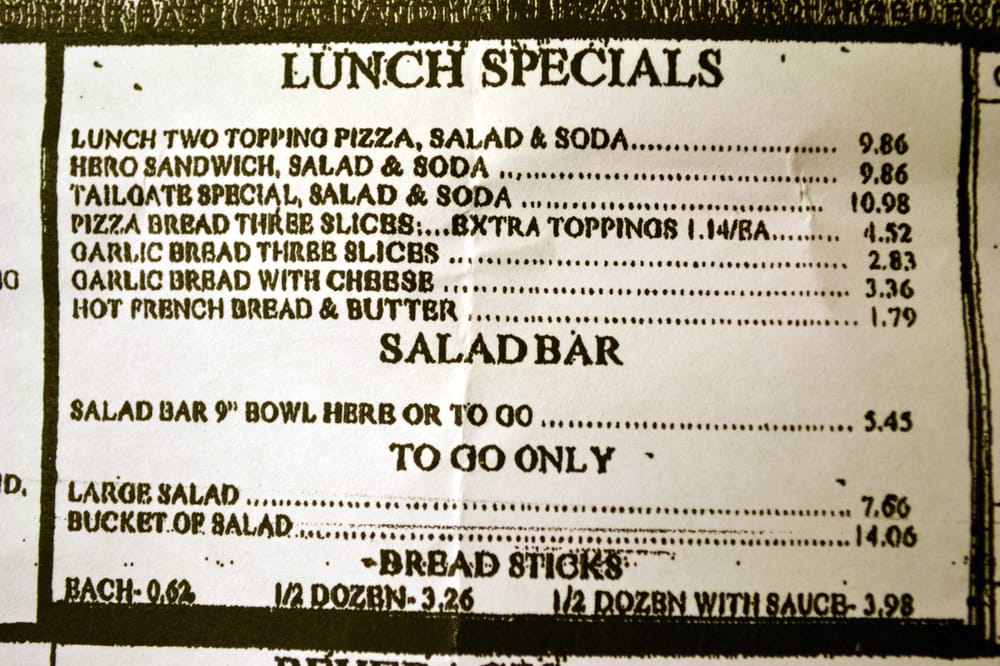 LUNCH SPECIALS
LUNCH TWO TOPPING PIZZA, SALAD & SODA.............................. 9.86
HERO SANDWICH, SALAD & SODA .................................................. 9.86
TAILGATE SPECIAL, SALAD & SODA ............................................. 10.98
PIZZA BREAD THREE SLICES:...EXTRA TOPPINGS 1.14/EA......... 4.52
GARLIC BREAD THREE SLICES ........................................................ 2.83
GARLIC BREAD WITH CHEESE ........................................................ 3.36
HOT FRENCH BREAD & BUTTER .................................................... 1.79
SALAD BAR
SALAD BAR 9" BOWL HERE OR TO GO .......................................... 5.45
TO GO ONLY
LARGE SALAD ................................................................................. 7.66
BUCKET OF SALAD.......................................................................... 14.06
BREAD STICKS
EACH- 0.62 1/2 DOZEN- 3.26 1/2 DOZEN WITH SAUCE- 3.98